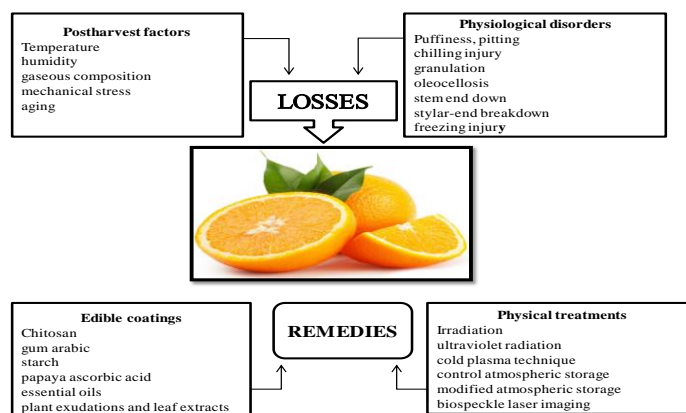 Postharvest factors
Temperature
humidity
gaseous composition
mechanical stress
aging
Physiological disorders
Puffiness, pitting
chilling injury
granulation
oleocellosis
stem end down
stylar-end breakdown
freezing injury
LOSSES
Edible coatings
Chitosan
gum arabic
starch
papaya ascorbic acid
essential oils
plant exudations and leaf extracts
REMEDIES
Physical treatments
Irradiation
ultraviolet radiation
cold plasma technique
control atmospheric storage
modified atmospheric storage
biospeckle laser imaging